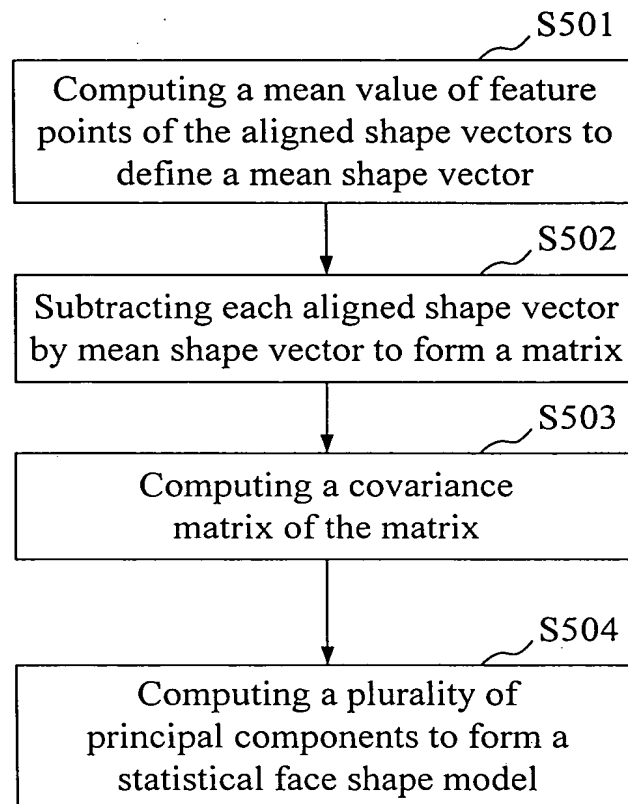 S501
Computing a mean value of feature
points of the aligned shape vectors to
define a mean shape vector
S502
Subtracting each aligned shape vector
by mean shape vector to form a matrix
S503
Computing a covariance
matrix of the matrix
S504
Computing a plurality of
principal components to form a
statistical face shape model